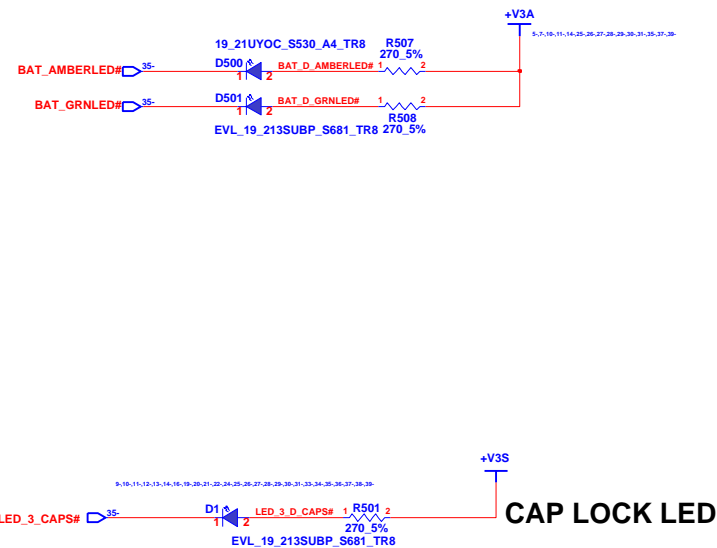 +V3A
5-,7-,10-,11-,14-,25-,26-,27-,28-,29-,30-,31-,35-,37-,39-
19_21UYOC_S530_A4_TR8 R507
D500 270_5%
BAT_AMBERLED# 35- 1 2 BAT_D_AMBERLED# 1 2
D501 BAT_D_GRNLED# 1 2
BAT_GRNLED# 35- 1 2
R508
EVL_19_213SUBP_S681_TR8 270_5%
+V3S
9-,10-,11-,12-,13-,14-,16-,19-,20-,21-,22-,24-,25-,26-,27-,28-,29-,30-,31-,33-,34-,35-,36-,37-,38-,39-
LED_3_CAPS# 35- D1 1 2 LED_3_D_CAPS# 1 R501 2 CAP LOCK LED
270_5%
EVL_19_213SUBP_S681_TR8